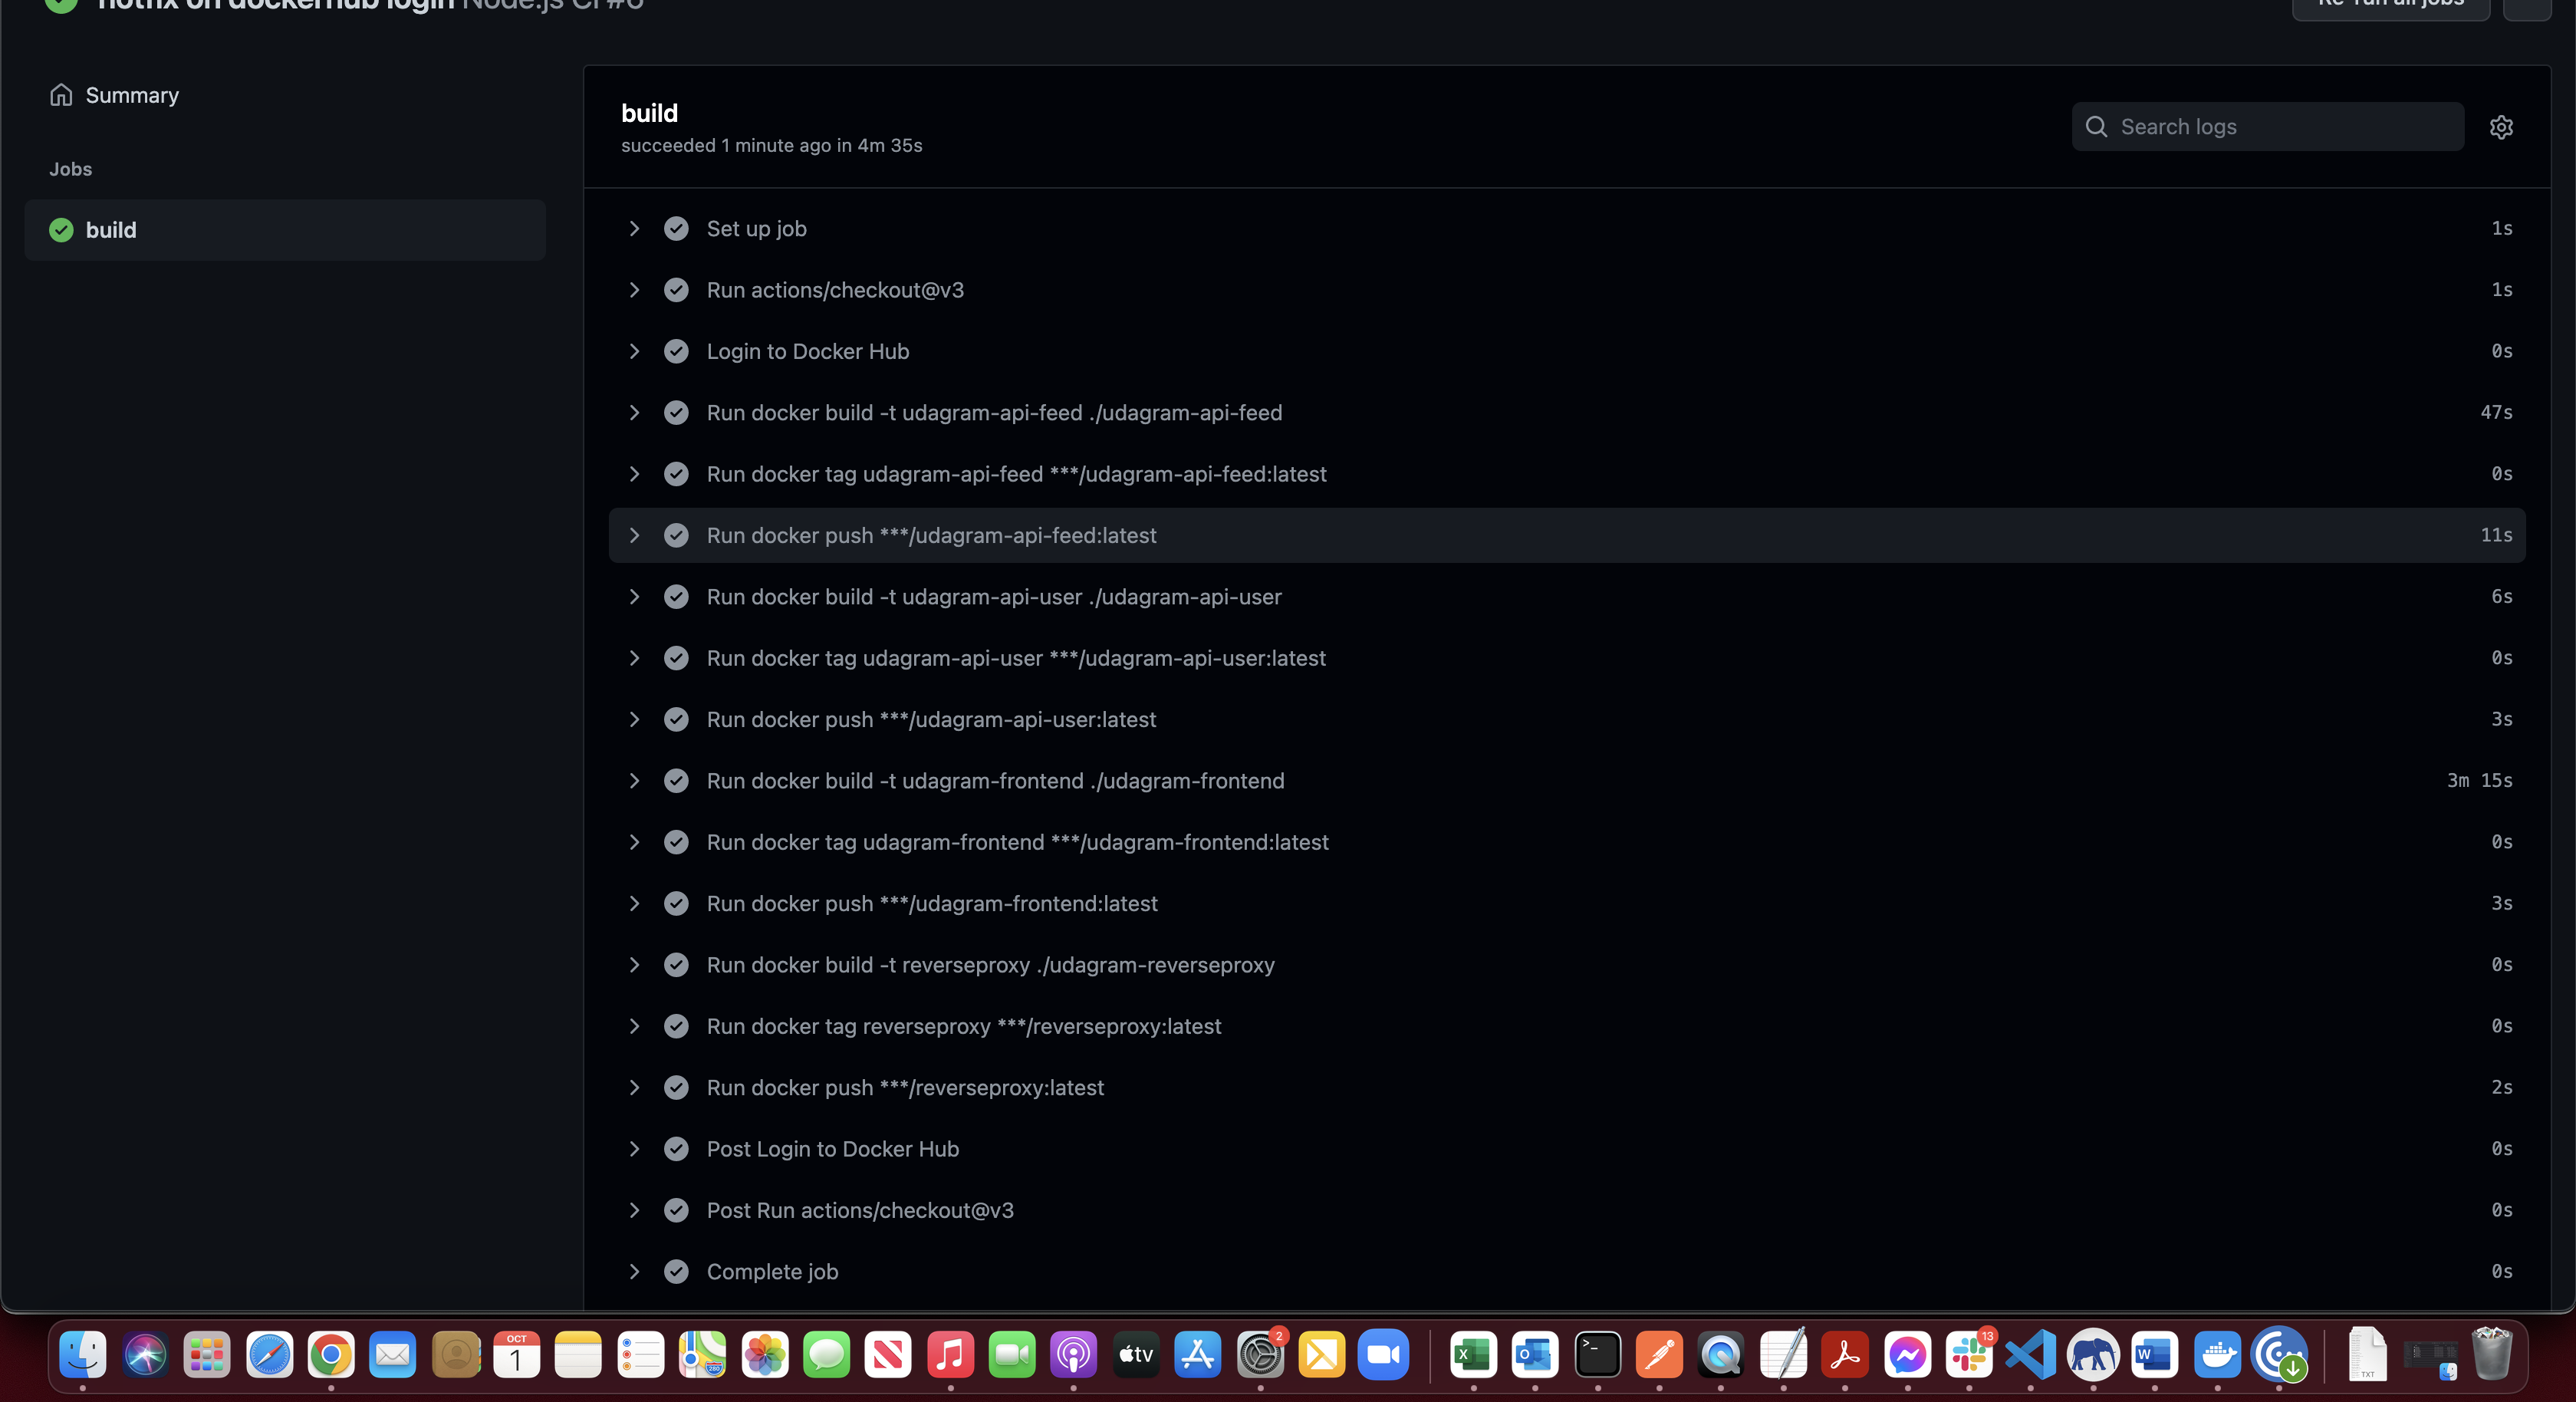 hotfix on dockerhub login Node.js CI #6
Re-run all jobs
Summary
Jobs
build
build
succeeded 1 minute ago in 4m 35s
Search logs
Set up job 1s
Run actions/checkout@v3 1s
Login to Docker Hub 0s
Run docker build -t udagram-api-feed ./udagram-api-feed 47s
Run docker tag udagram-api-feed ***/udagram-api-feed:latest 0s
Run docker push ***/udagram-api-feed:latest 11s
Run docker build -t udagram-api-user ./udagram-api-user 6s
Run docker tag udagram-api-user ***/udagram-api-user:latest 0s
Run docker push ***/udagram-api-user:latest 3s
Run docker build -t udagram-frontend ./udagram-frontend 3m 15s
Run docker tag udagram-frontend ***/udagram-frontend:latest 0s
Run docker push ***/udagram-frontend:latest 3s
Run docker build -t reverseproxy ./udagram-reverseproxy 0s
Run docker tag reverseproxy ***/reverseproxy:latest 0s
Run docker push ***/reverseproxy:latest 2s
Post Login to Docker Hub 0s
Post Run actions/checkout@v3 0s
Complete job 0s
OCT
1
280
tv
2
X
O
>_
13
W
TXT